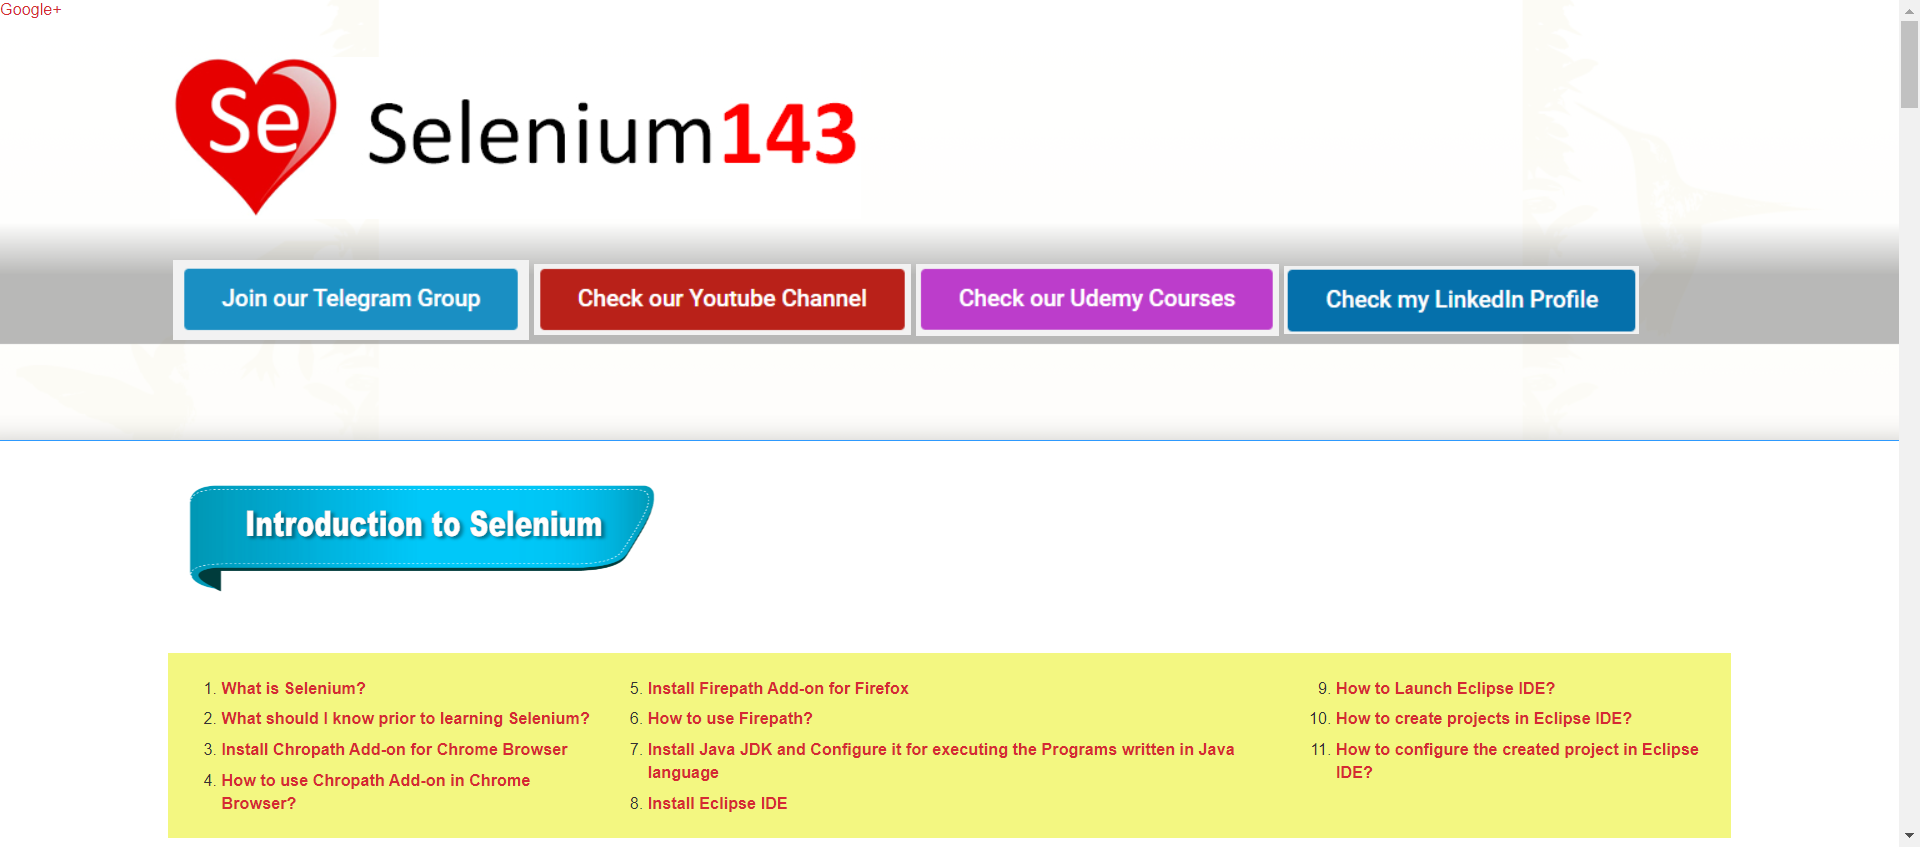 Google+
Se Selenium143
Join our Telegram Group
Check our Youtube Channel
Check our Udemy Courses
Check my LinkedIn Profile
Introduction to Selenium
1. What is Selenium?
2. What should I know prior to learning Selenium?
3. Install Chropath Add-on for Chrome Browser
4. How to use Chropath Add-on in Chrome
Browser?
5. Install Firepath Add-on for Firefox
6. How to use Firepath?
7. Install Java JDK and Configure it for executing the Programs written in Java
language
8. Install Eclipse IDE
9. How to Launch Eclipse IDE?
10. How to create projects in Eclipse IDE?
11. How to configure the created project in Eclipse
IDE?